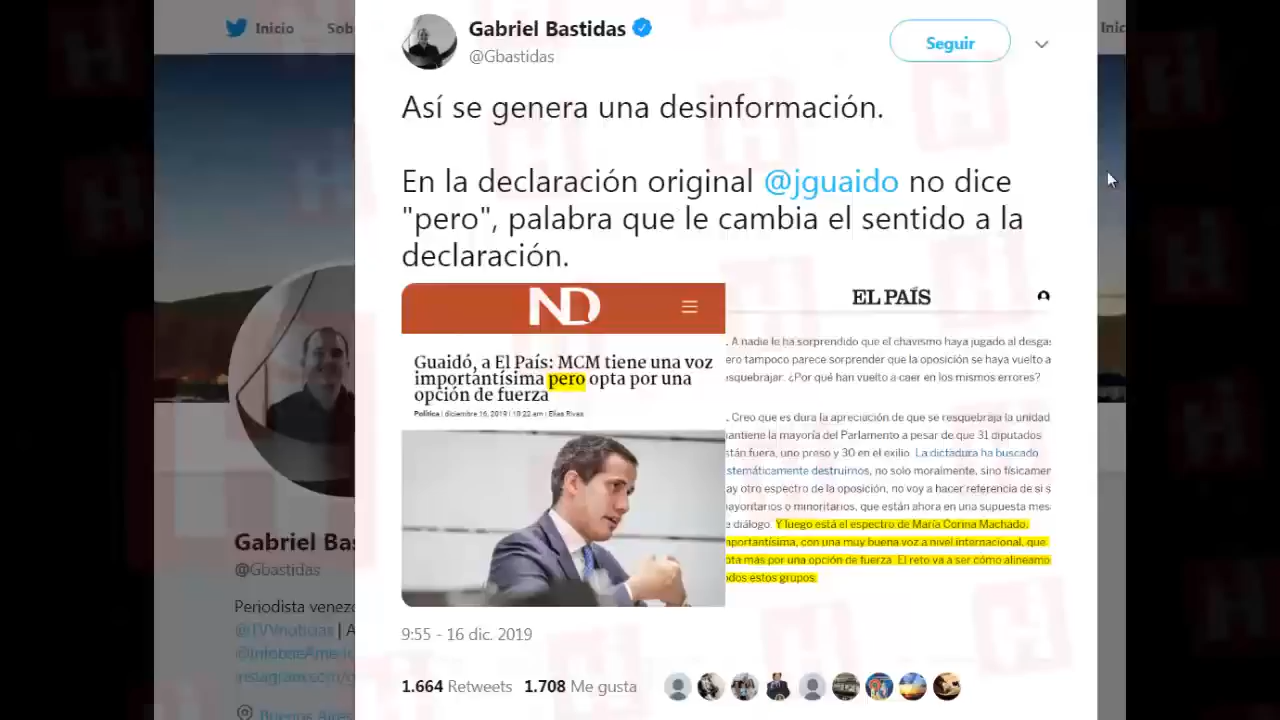 Inicio
Sob
Inic
Gabriel Bastidas
@Gbastidas
Seguir
Así se genera una desinformación.
En la declaración original @jguaido no dice
"pero", palabra que le cambia el sentido a la
declaración.
ND
Guaidó, a El País: MCM tiene una voz
importantísima pero opta por una
opción de fuerza
Política | diciembre 16, 2019 | 10:22 am | Elías Rivas
EL PAÍS
. A nadie le ha sorprendido que el chavismo haya jugado al desgas
ero tampoco parece sorprender que la oposición se haya vuelto a
esquebrajar. ¿Por qué han vuelto a caer en los mismos errores?
. Creo que es dura la apreciación de que se resquebraja la unidad
antiene la mayoría del Parlamento a pesar de que 31 diputados
stán fuera, uno preso y 30 en el exilio. La dictadura ha buscado
stemáticamente destruirnos, no solo moralmente, sino físicamen
ay otro espectro de la oposición, no voy a hacer referencia de si s
ayoritarios o minoritarios, que están ahora en una supuesta mes
e diálogo. Y luego está el espectro de María Corina Machado,
mportantísima, con una muy buena voz a nivel internacional, que
pta más por una opción de fuerza. El reto va a ser cómo alineamo
odos estos grupos.
9:55 - 16 dic. 2019
1.664 Retweets 1.708 Me gusta
Gabriel Bas
@Gbastidas
Periodista venezo
@TVVnoticias | A
@InfobaeAmeric
instagram.com/g
Buenos Aires